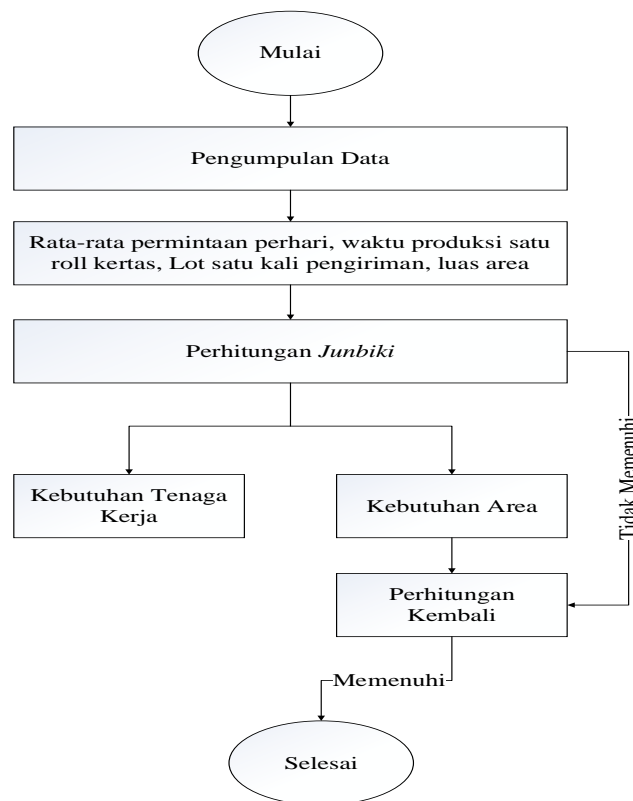 Mulai
Pengumpulan Data
Rata-rata permintaan perhari, waktu produksi satu
roll kertas, Lot satu kali pengiriman, luas area
Perhitungan Junbiki
Tidak Memenuhi
Kebutuhan Tenaga
Kerja
Kebutuhan Area
Perhitungan
Kembali
Memenuhi
Selesai